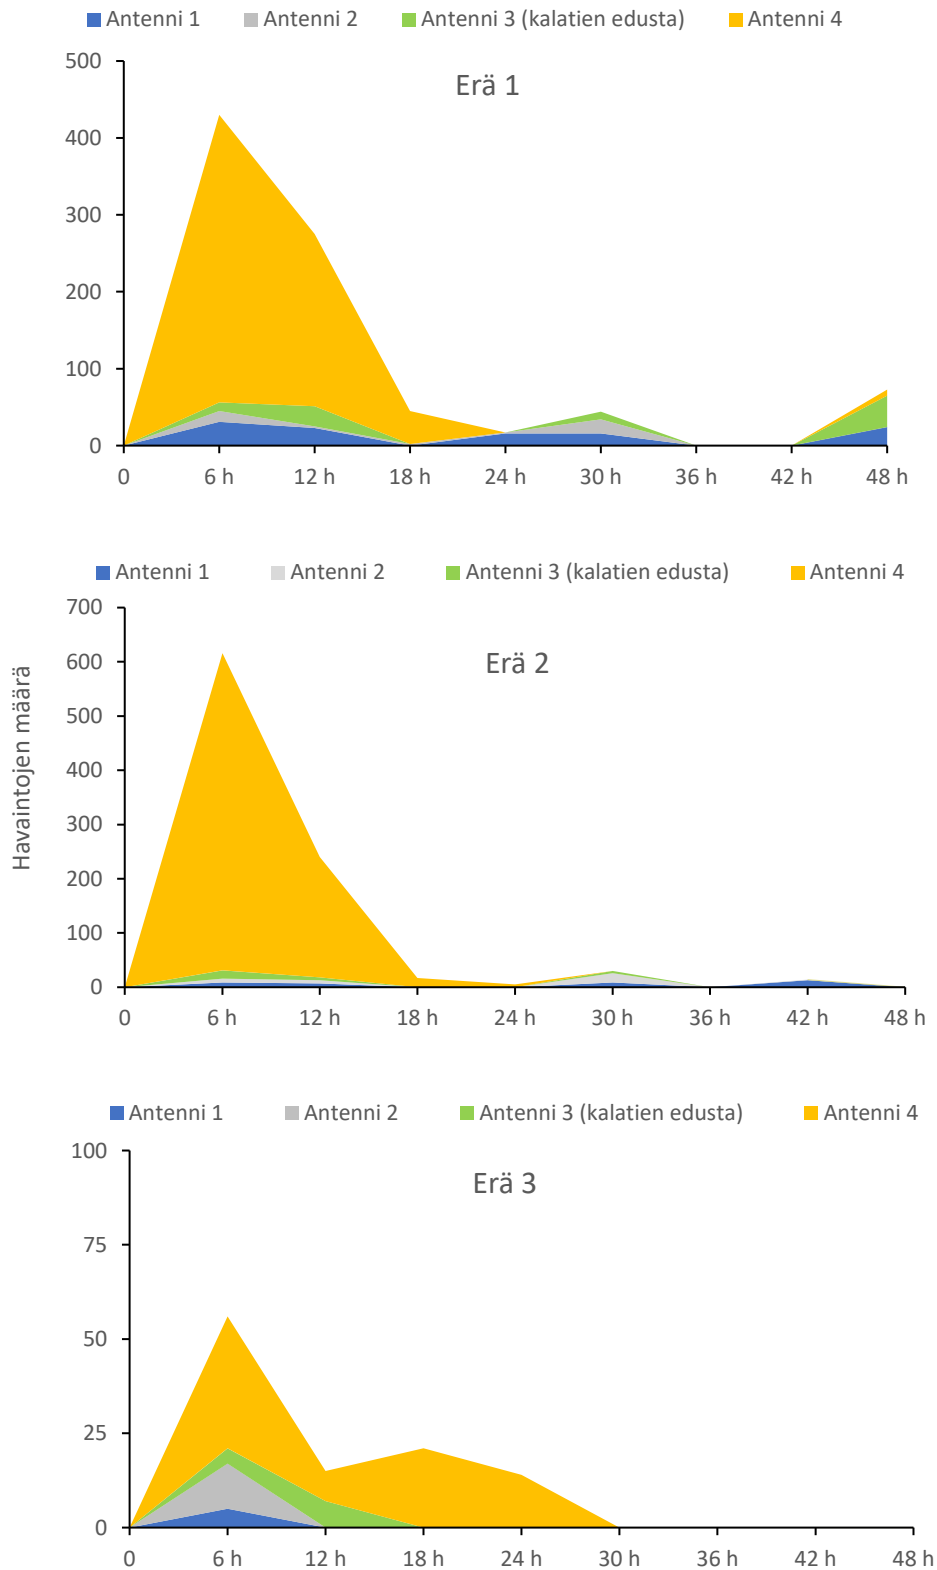 Antenni 1 Antenni 2 Antenni 3 (kalatien edusta) Antenni 4
Erä 1
500
400
300
200
100
0
0 6 h 12 h 18 h 24 h 30 h 36 h 42 h 48 h
Antenni 1 Antenni 2 Antenni 3 (kalatien edusta) Antenni 4
Erä 2
Havaintojen määrä
700
600
500
400
300
200
100
0
0 6 h 12 h 18 h 24 h 30 h 36 h 42 h 48 h
Antenni 1 Antenni 2 Antenni 3 (kalatien edusta) Antenni 4
Erä 3
100
75
50
25
0
0 6 h 12 h 18 h 24 h 30 h 36 h 42 h 48 h